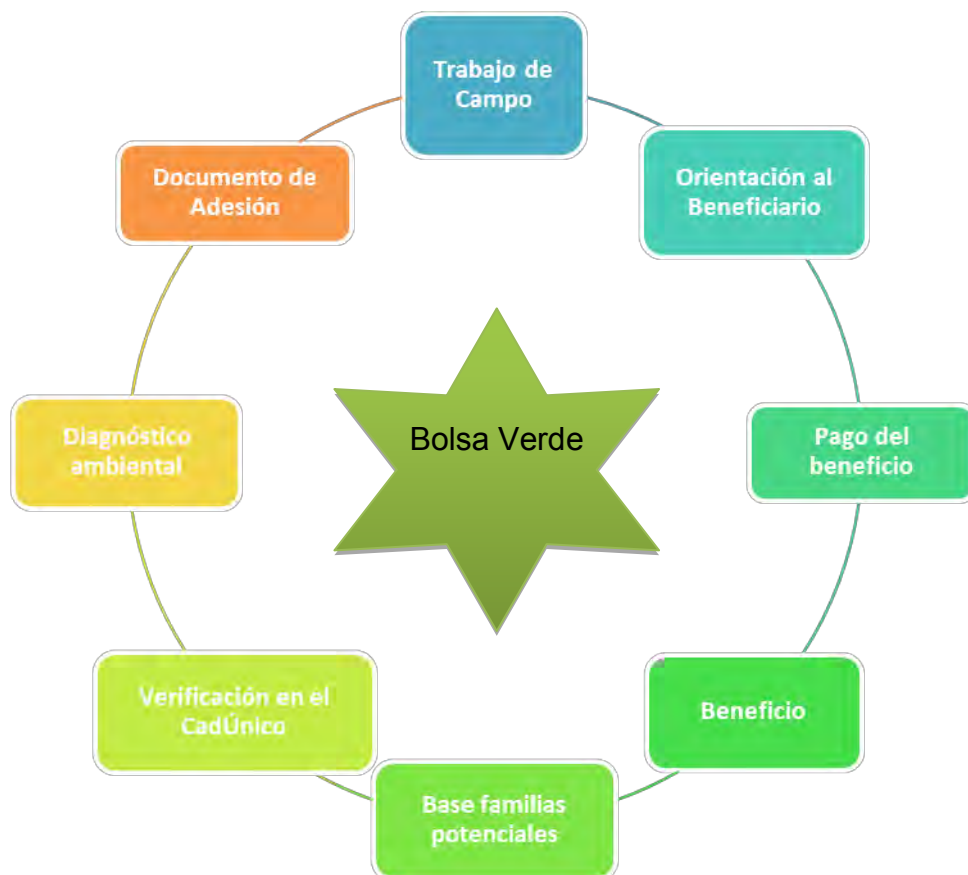 Trabajo de
Campo
Orientación al
Beneficiario
Pago del
beneficio
Beneficio
Base familias
potenciales
Verificación en el
CadÚnico
Diagnóstico
ambiental
Documento de
Adesión
Bolsa Verde